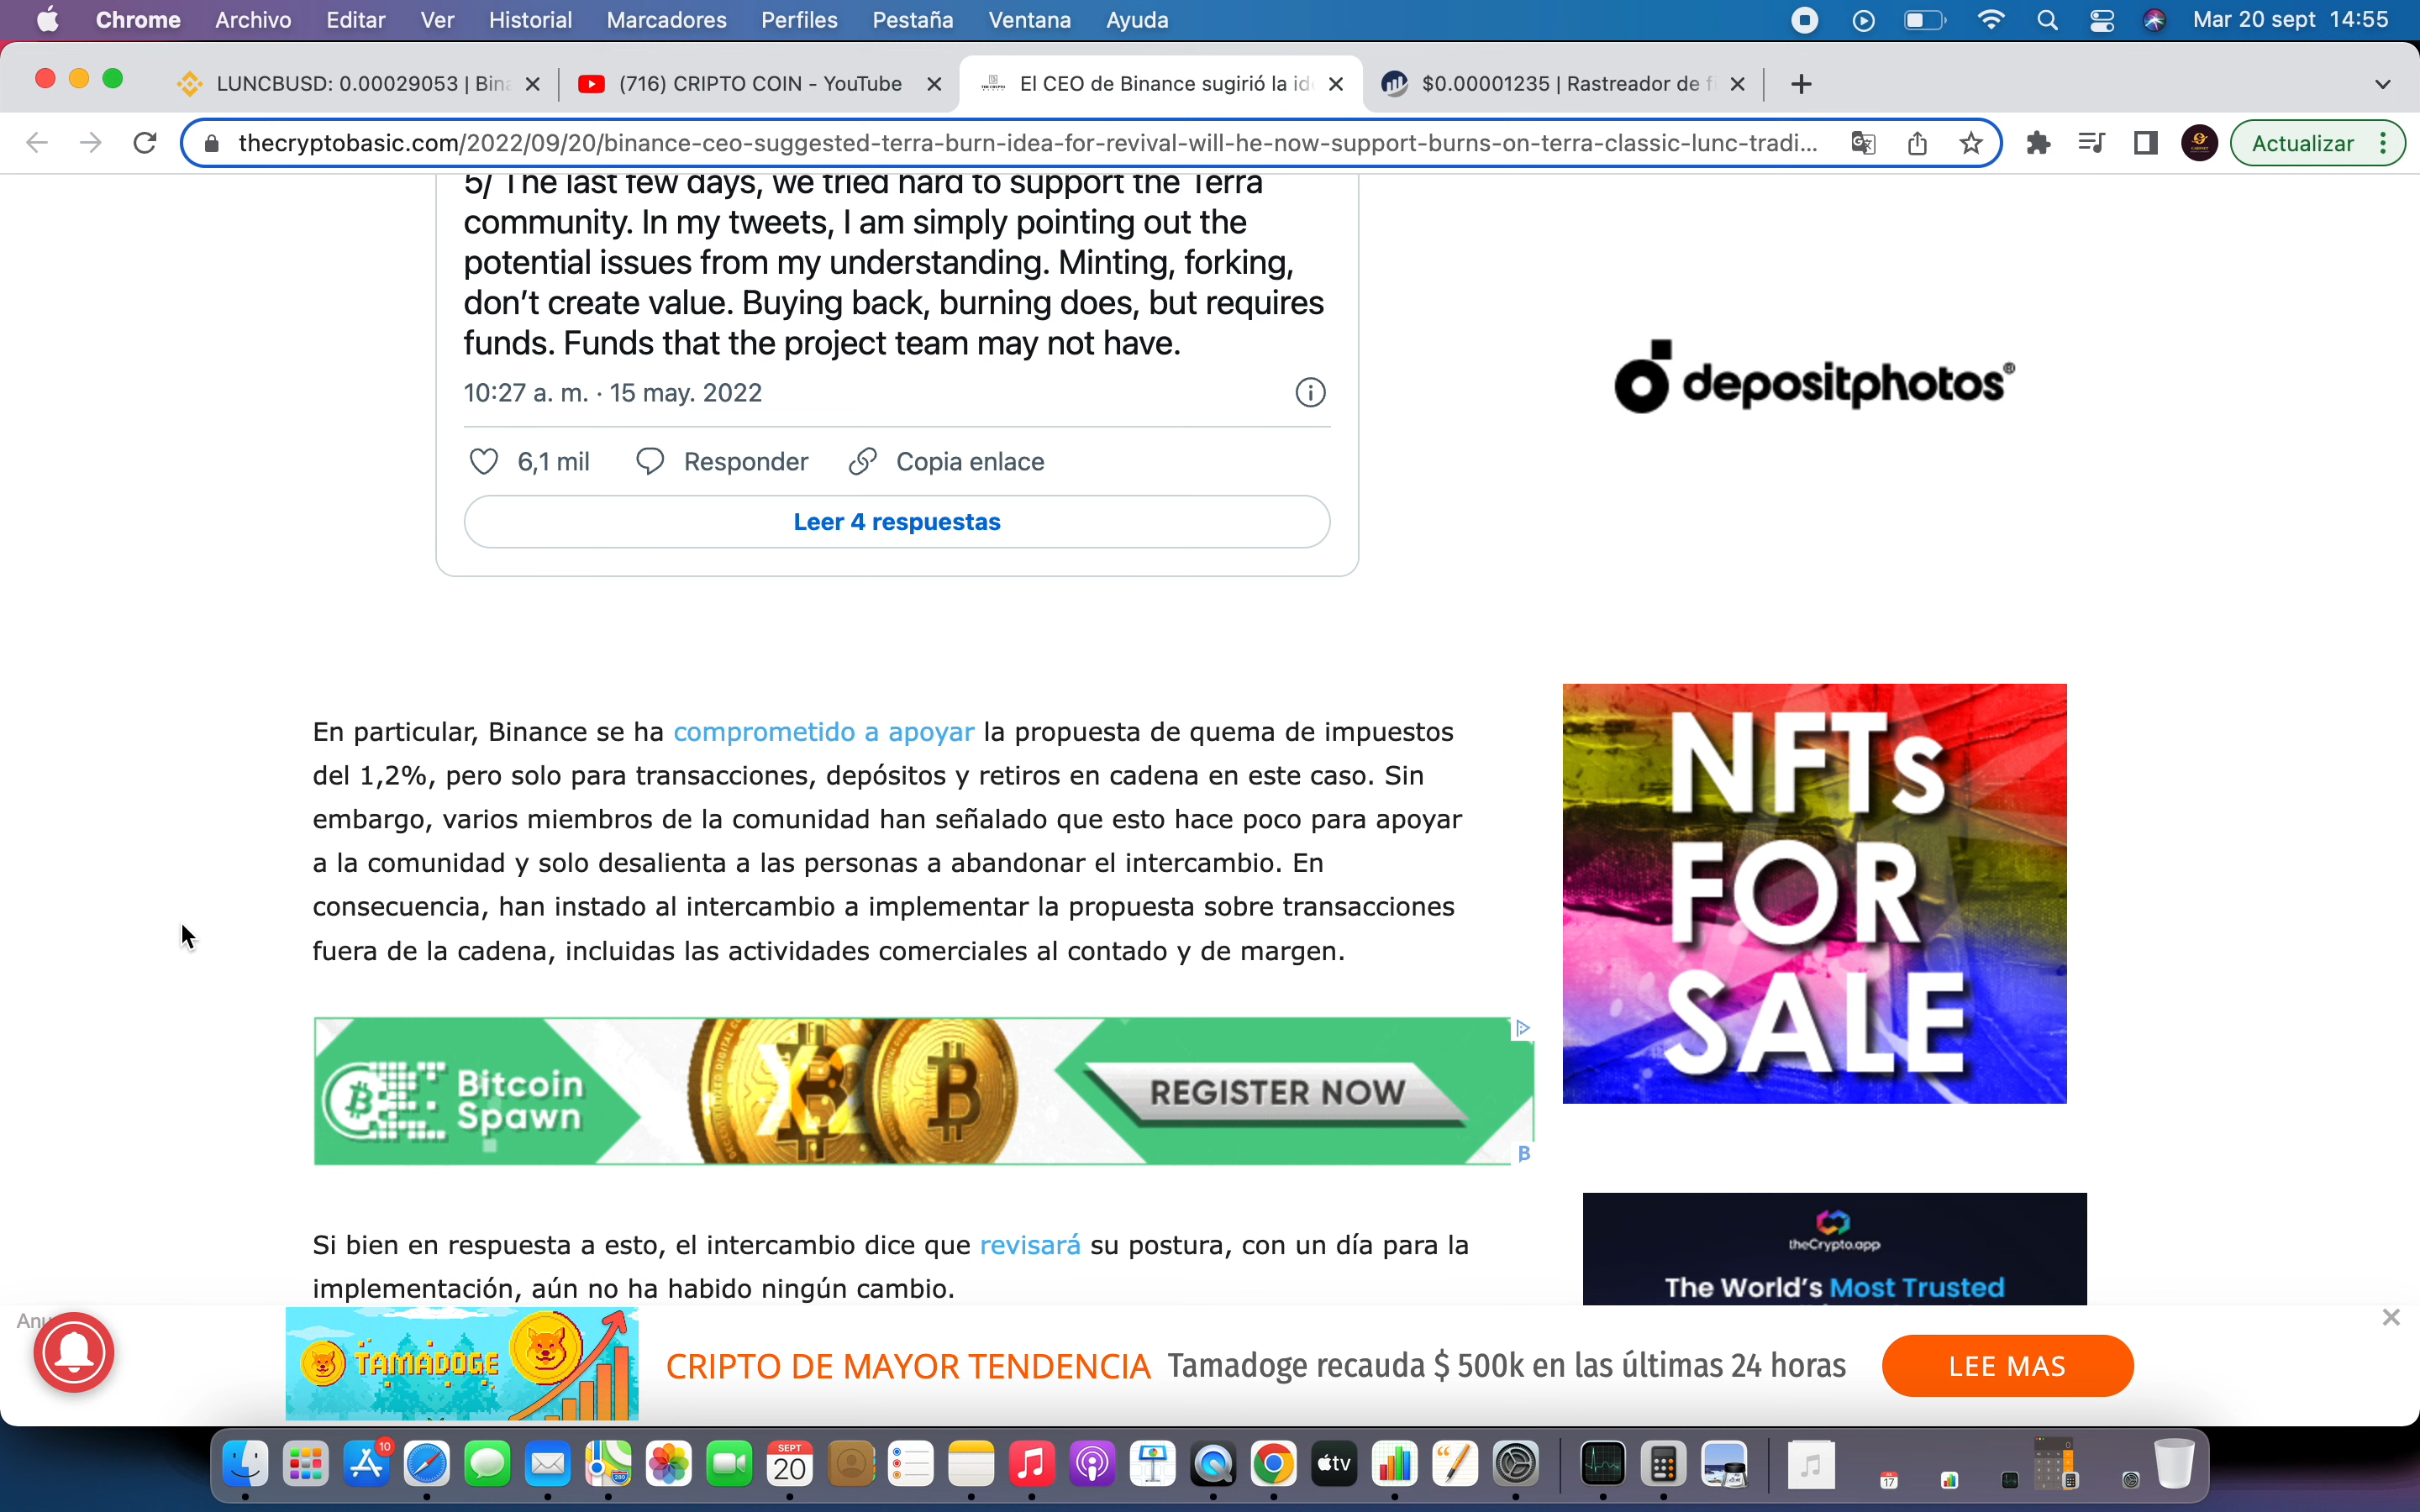 Chrome Archivo Editar Ver Historial Marcadores Perfiles Pestaña Ventana Ayuda
Mar 20 sept 14:55
LUNCBUSD: 0.00029053 | Bin
(716) CRIPTO COIN - YouTube
El CEO de Binance sugirió la id
$0.00001235 | Rastreador de f
thecryptobasic.com/2022/09/20/binance-ceo-suggested-terra-burn-idea-for-revival-will-he-now-support-burns-on-terra-classic-lunc-tradi...
Actualizar
5/ The last few days, we tried hard to support the Terra
community. In my tweets, I am simply pointing out the
potential issues from my understanding. Minting, forking,
don't create value. Buying back, burning does, but requires
funds. Funds that the project team may not have.
10:27 a. m. · 15 may. 2022
6,1 mil Responder Copia enlace
Leer 4 respuestas
depositphotos®
En particular, Binance se ha comprometido a apoyar la propuesta de quema de impuestos
del 1,2%, pero solo para transacciones, depósitos y retiros en cadena en este caso. Sin
embargo, varios miembros de la comunidad han señalado que esto hace poco para apoyar
a la comunidad y solo desalienta a las personas a abandonar el intercambio. En
consecuencia, han instado al intercambio a implementar la propuesta sobre transacciones
fuera de la cadena, incluidas las actividades comerciales al contado y de margen.
NFTs
FOR
SALE
Bitcoin
Spawn
REGISTER NOW
Si bien en respuesta a esto, el intercambio dice que revisará su postura, con un día para la
implementación, aún no ha habido ningún cambio.
theCrypto.app
The World's Most Trusted
Anu
TAMADOGE
CRIPTO DE MAYOR TENDENCIA Tamadoge recauda $ 500k en las últimas 24 horas
LEE MAS
10
SEPT
20
tv
17